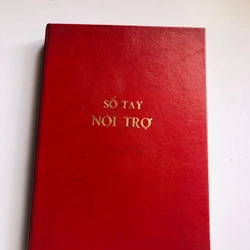 SỔ TAY
NỘI TRỢ